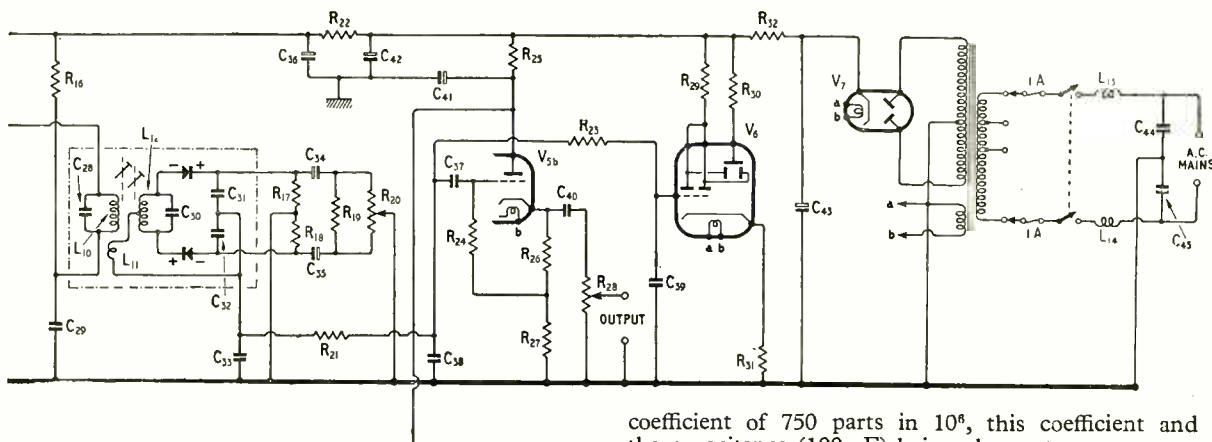 R22
R32
C36
C42
R25
R29
R30
V7
1 A
L13
R16
C41
a
b
C44
R23
V6
L12
V5b
A.C.
MAINS
C28
C34
C37
C40
C31
R17
R19
R20
C30
C43
R24
a
L10
R18
b
R26
a b
b
1 A
L14
C45
L11
C35
R28
C39
C32
OUTPUT
C29
R27
R21
C33
C38
R31
coefficient of 750 parts in 10⁶, this coefficient and